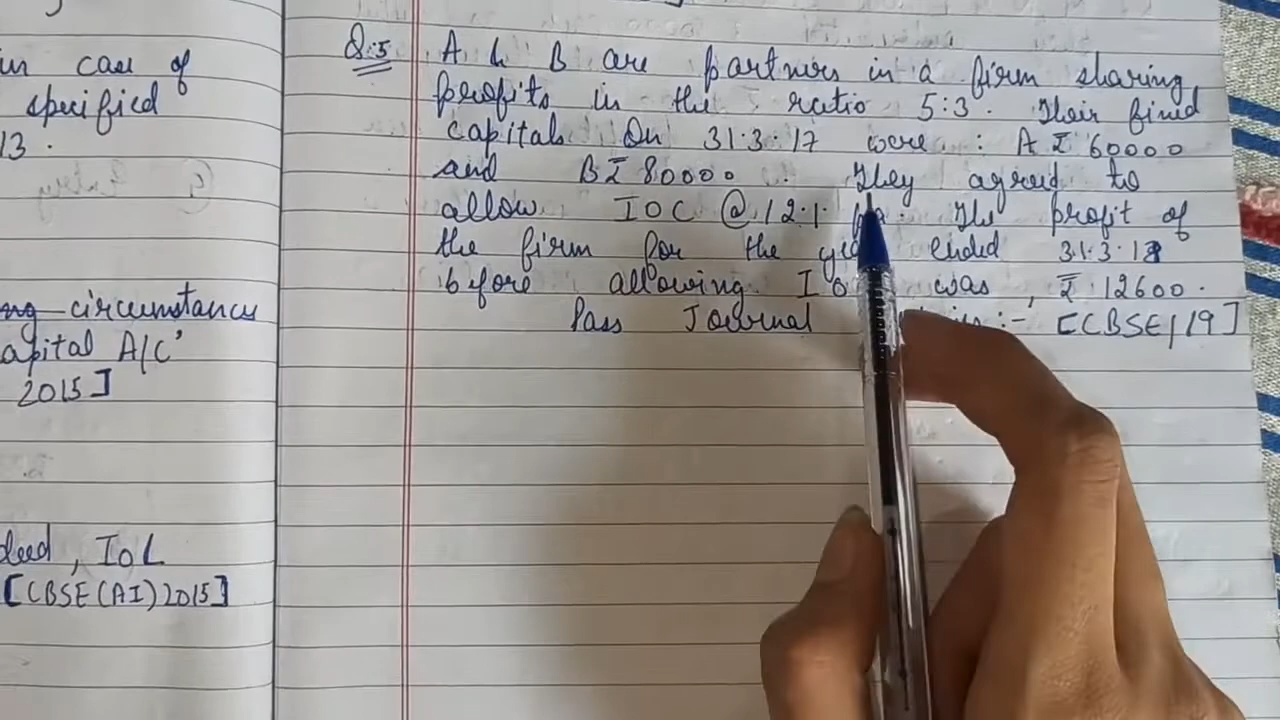 in case of
specified
13.
circumstance
apital A/C'
2015]
deed, IOL
[CBSE(AI)2015]
Q:5 A & B are partners in a firm sharing
profits in the ratio 5:3. Their fixed
capitals On 31.3.17 were : A ₹ 60000
and B ₹ 80000. They agreed to
allow IOC @ 12% The profit of
the firm for the ended 31.3.18
before allowing was, ₹ 12600.
Pass Journal :- [CBSE/19]